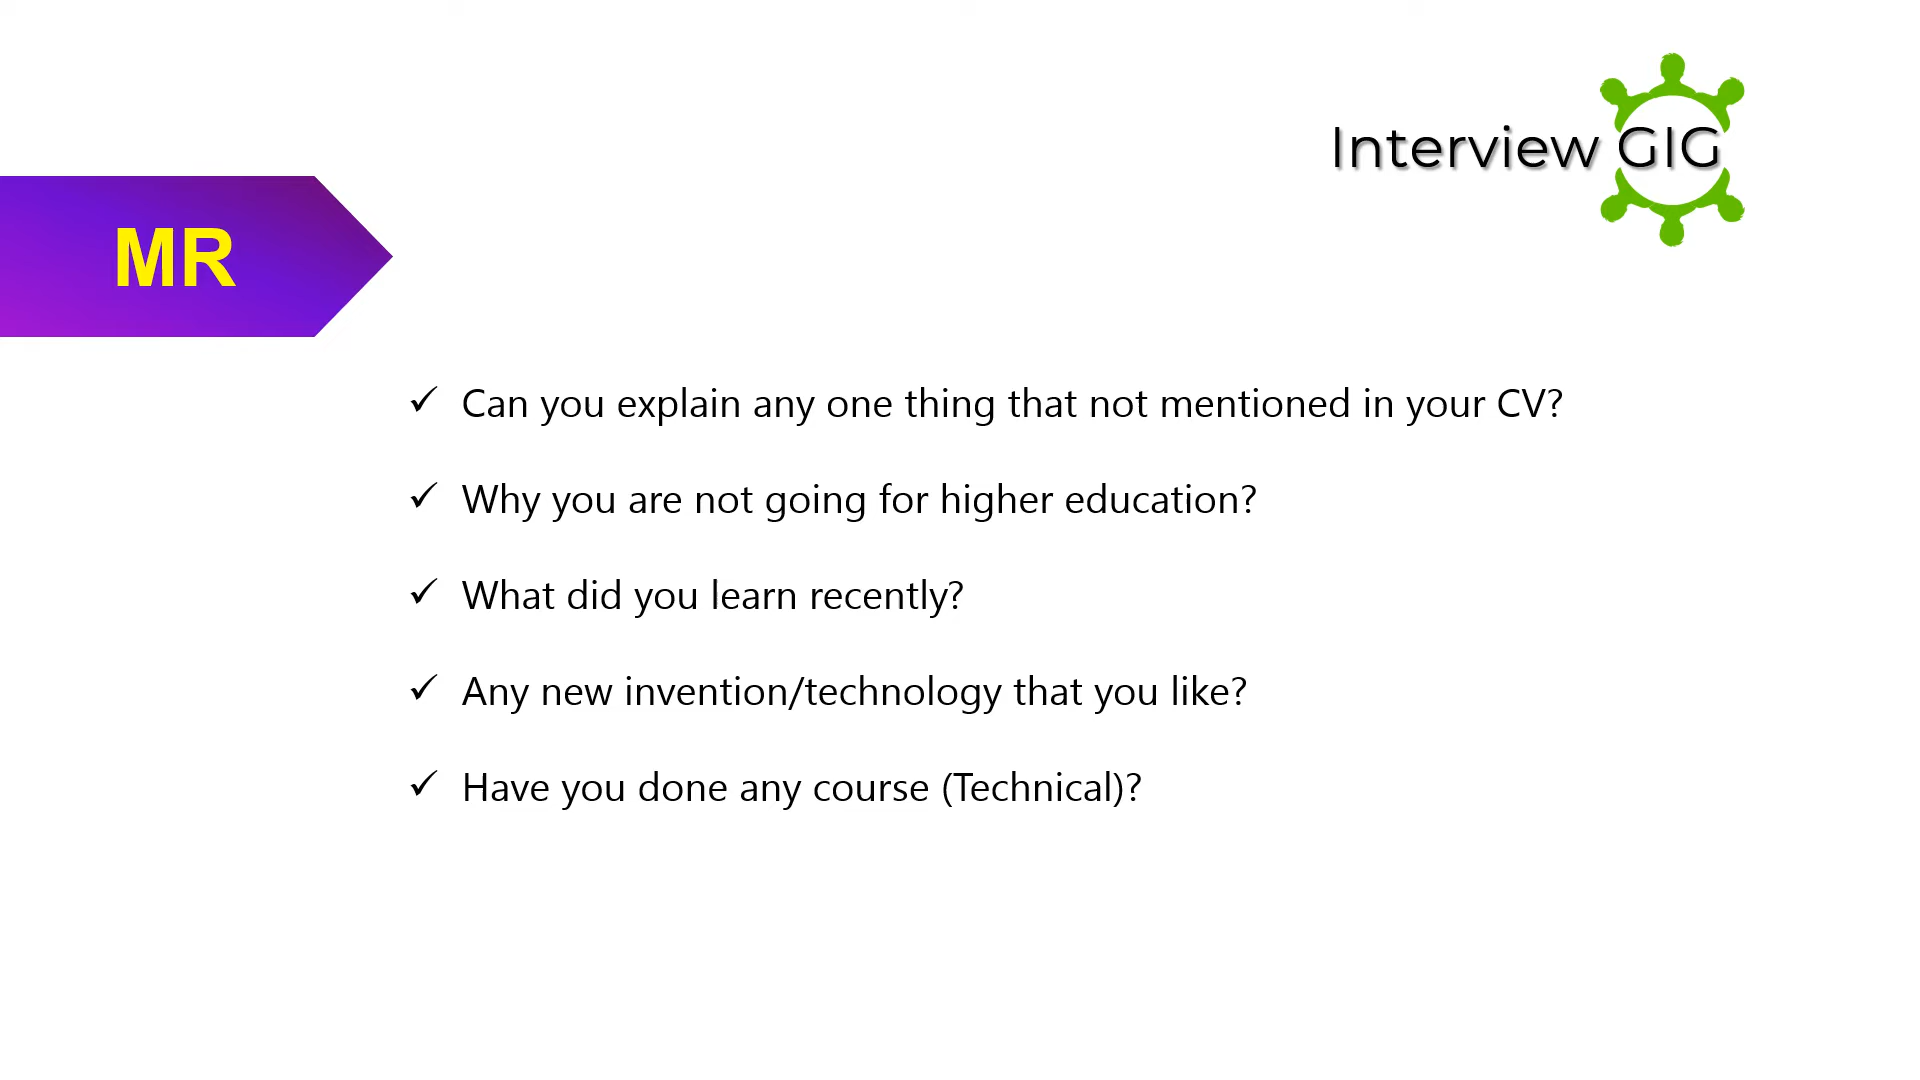 Interview GIG
MR
✓ Can you explain any one thing that not mentioned in your CV?
✓ Why you are not going for higher education?
✓ What did you learn recently?
✓ Any new invention/technology that you like?
✓ Have you done any course (Technical)?